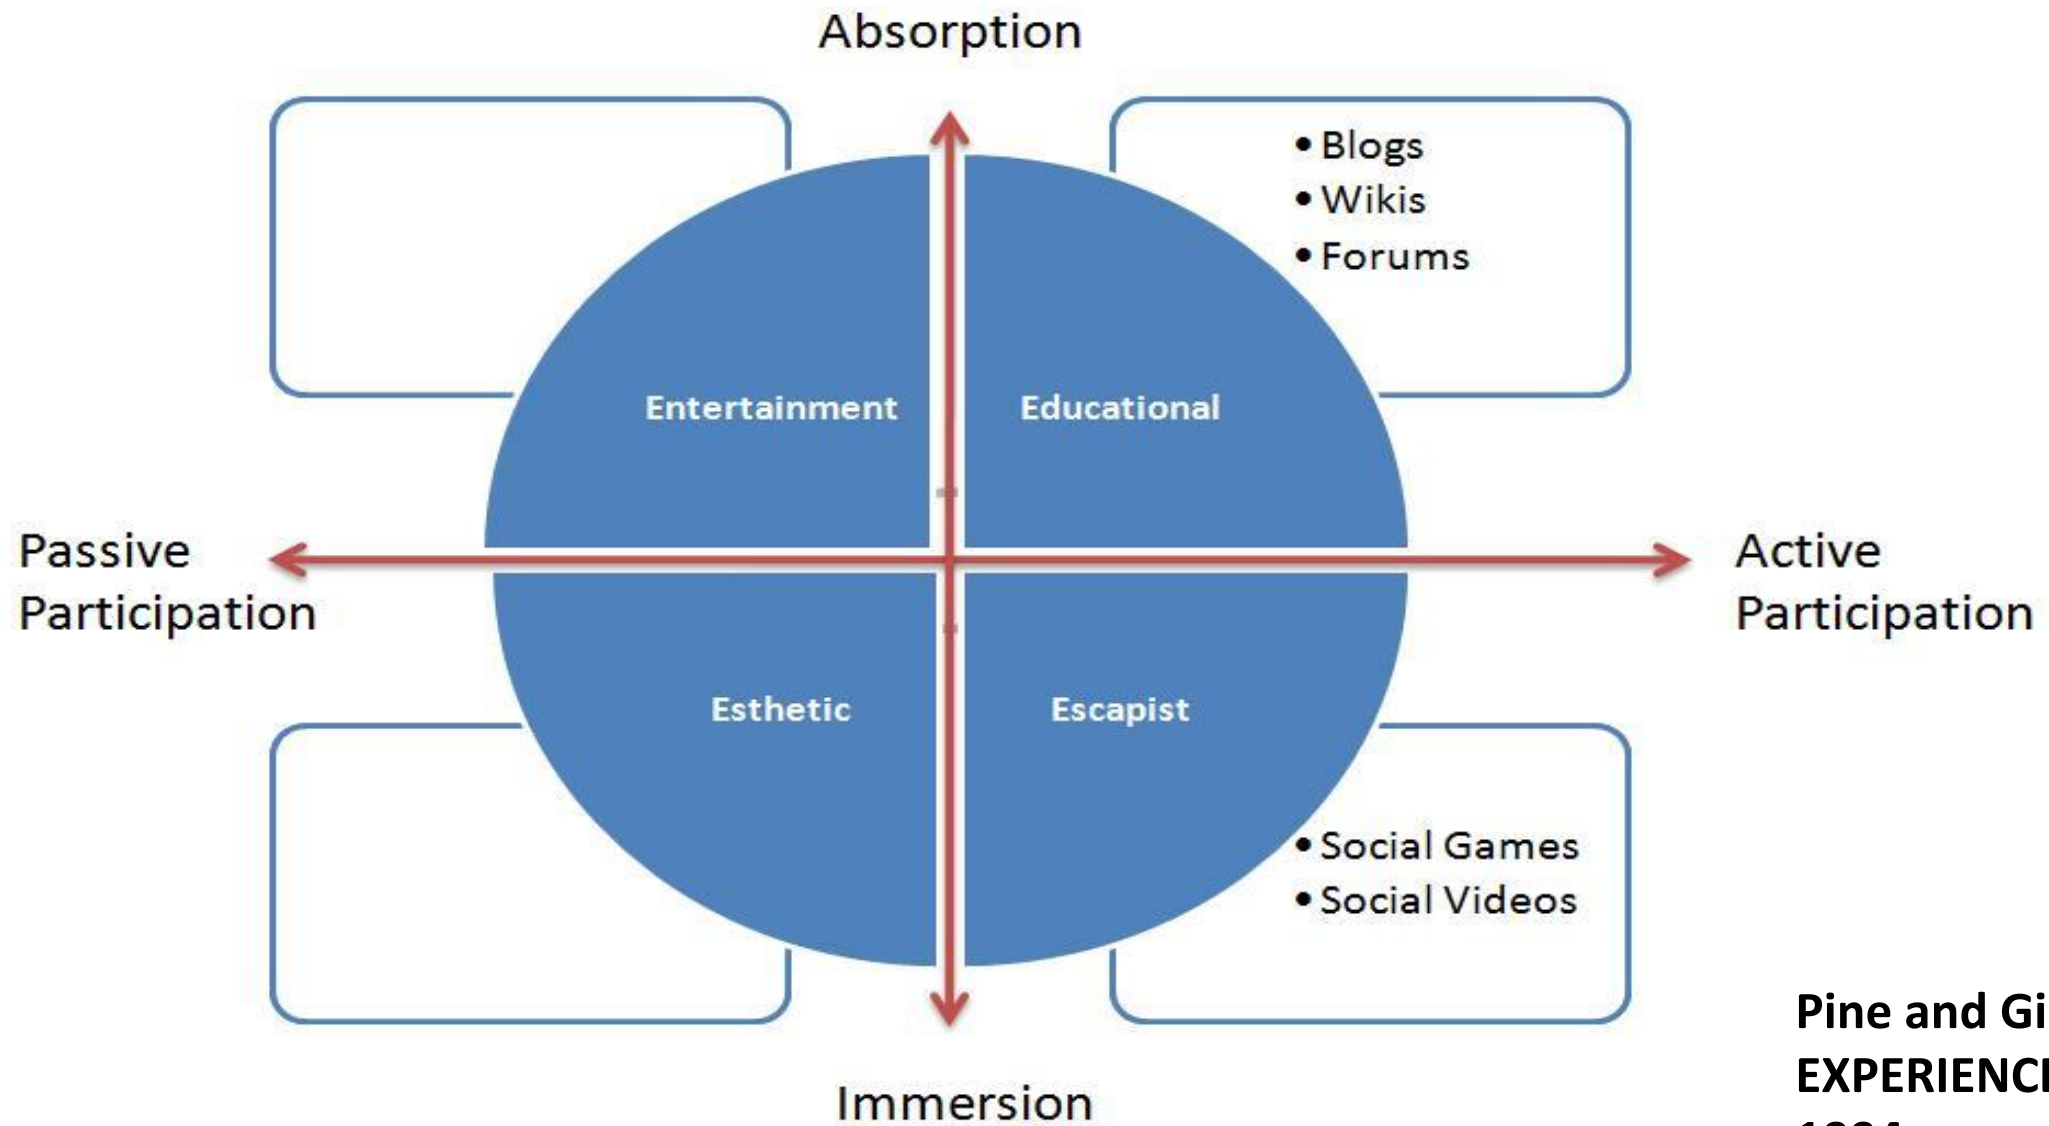 Absorption
• Blogs
• Wikis
• Forums
Entertainment
Educational
Passive
Participation
Active
Participation
Esthetic
Escapist
• Social Games
• Social Videos
Immersion
Pine and Gi
EXPERIENC